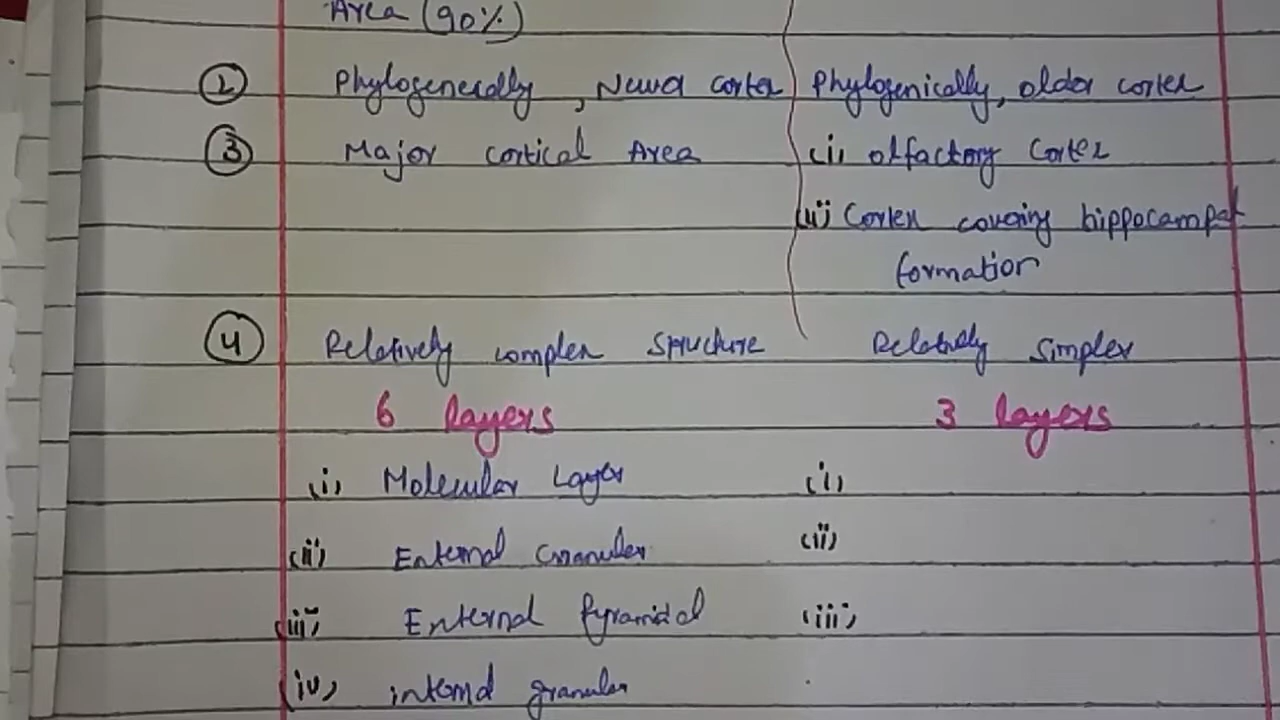 Area (90%)
(2) Phylogenerally, Newer cortex Phylogenically, older cortex
(3) Major cortical Area (i) olfactory Cortex
(ii) Cortex covering hippocampal
formation
(4) Relatively complex Structure Relatively Simplex
6 layers 3 layers
(i) Molecular Layer (i)
(ii) External Granular (ii)
(iii) External Pyramidal (iii)
(iv) internal granular